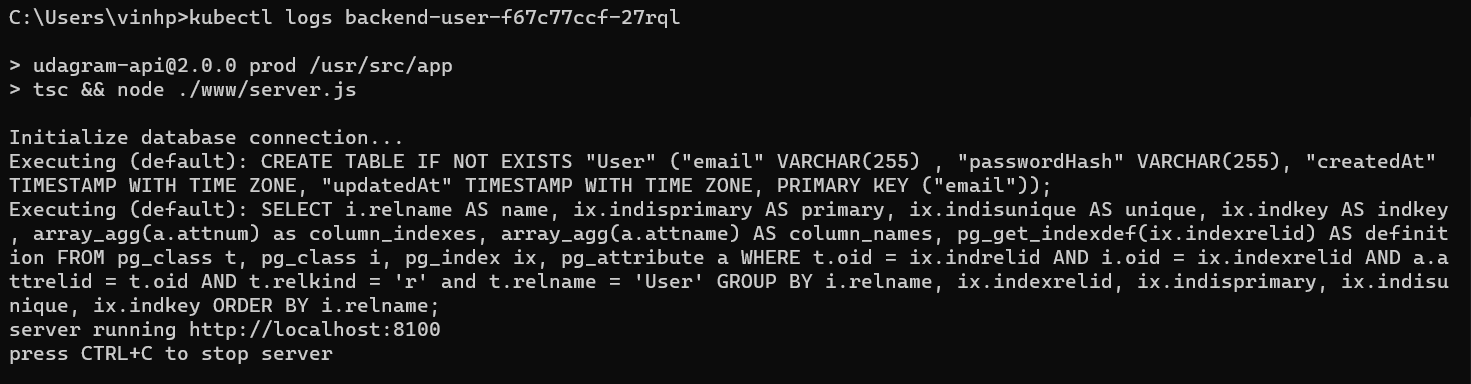 C:\Users\vinhp>kubectl logs backend-user-f67c77ccf-27rql
> udagram-api@2.0.0 prod /usr/src/app
> tsc && node ./www/server.js
Initialize database connection...
Executing (default): CREATE TABLE IF NOT EXISTS "User" ("email" VARCHAR(255) , "passwordHash" VARCHAR(255), "createdAt"
TIMESTAMP WITH TIME ZONE, "updatedAt" TIMESTAMP WITH TIME ZONE, PRIMARY KEY ("email"));
Executing (default): SELECT i.relname AS name, ix.indisprimary AS primary, ix.indisunique AS unique, ix.indkey AS indkey
, array_agg(a.attnum) as column_indexes, array_agg(a.attname) AS column_names, pg_get_indexdef(ix.indexrelid) AS definit
ion FROM pg_class t, pg_class i, pg_index ix, pg_attribute a WHERE t.oid = ix.indrelid AND i.oid = ix.indexrelid AND a.a
ttrelid = t.oid AND t.relkind = 'r' and t.relname = 'User' GROUP BY i.relname, ix.indexrelid, ix.indisprimary, ix.indisu
nique, ix.indkey ORDER BY i.relname;
server running http://localhost:8100
press CTRL+C to stop server